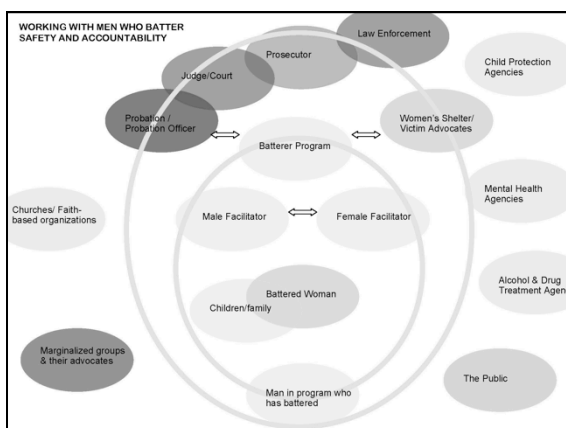 WORKING WITH MEN WHO BATTER
SAFETY AND ACCOUNTABILITY
Law Enforcement
Prosecutor
Judge/Court
Child Protection
Agencies
Probation /
Probation Officer
Women's Shelter/
Victim Advocates
Batterer Program
Mental Health
Agencies
Churches/ Faith-
based organizations
Male Facilitator
Female Facilitator
Alcohol & Drug
Treatment Agen
Battered Woman
Children/family
Marginalized groups
& their advocates
The Public
Man in program who
has battered